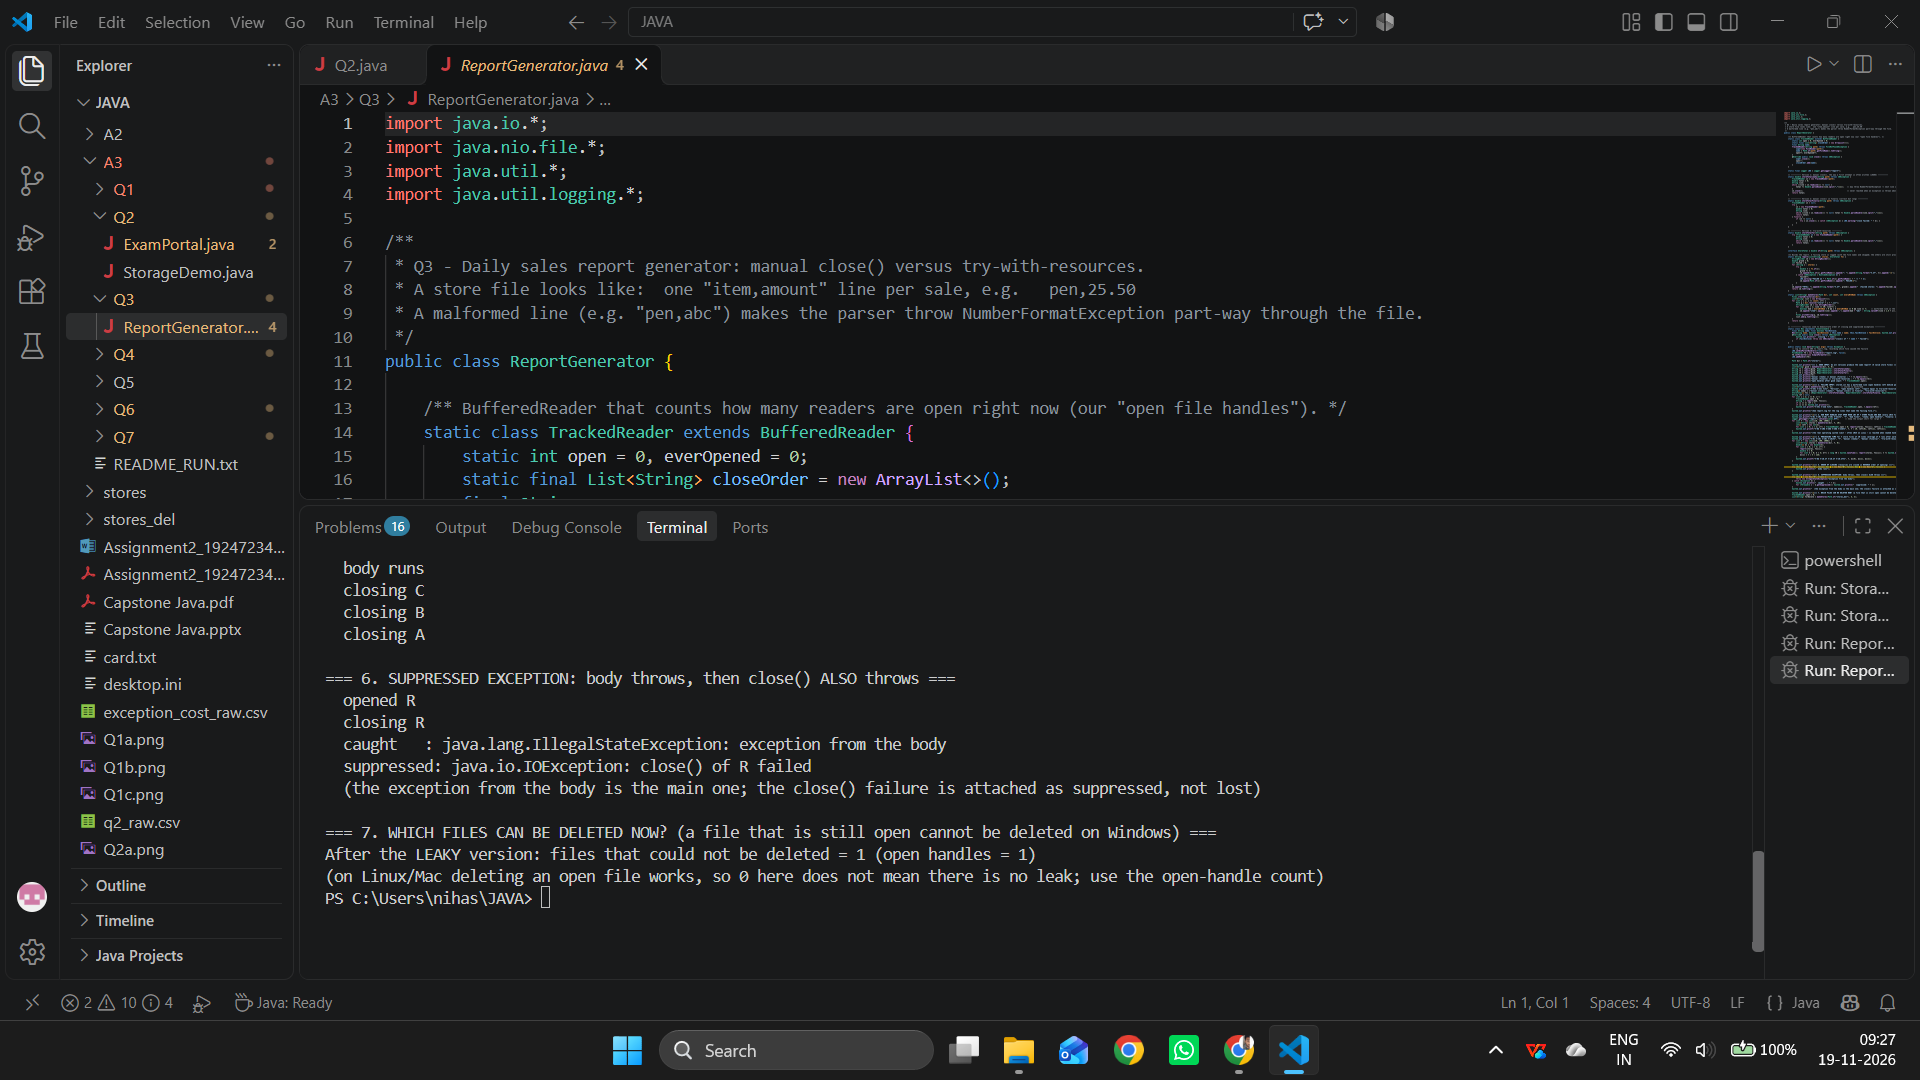 File Edit Selection View Go Run Terminal Help
JAVA
Explorer
JAVA
A2
A3
Q1
Q2
ExamPortal.java 2
StorageDemo.java
Q3
ReportGenerator.... 4
Q4
Q5
Q6
Q7
README_RUN.txt
stores
stores_del
Assignment2_19247234...
Assignment2_19247234...
Capstone Java.pdf
Capstone Java.pptx
card.txt
desktop.ini
exception_cost_raw.csv
Q1a.png
Q1b.png
Q1c.png
q2_raw.csv
Q2a.png
Outline
Timeline
Java Projects
Q2.java
ReportGenerator.java 4
A3 > Q3 > ReportGenerator.java > ...
1 import java.io.*;
2 import java.nio.file.*;
3 import java.util.*;
4 import java.util.logging.*;
5
6 /**
7 * Q3 - Daily sales report generator: manual close() versus try-with-resources.
8 * A store file looks like: one "item,amount" line per sale, e.g. pen,25.50
9 * A malformed line (e.g. "pen,abc") makes the parser throw NumberFormatException part-way through the file.
10 */
11 public class ReportGenerator {
12
13 /** BufferedReader that counts how many readers are open right now (our "open file handles"). */
14 static class TrackedReader extends BufferedReader {
15 static int open = 0, everOpened = 0;
16 static final List<String> closeOrder = new ArrayList<>();
Problems 16 Output Debug Console Terminal Ports
body runs
closing C
closing B
closing A
=== 6. SUPPRESSED EXCEPTION: body throws, then close() ALSO throws ===
opened R
closing R
caught : java.lang.IllegalStateException: exception from the body
suppressed: java.io.IOException: close() of R failed
(the exception from the body is the main one; the close() failure is attached as suppressed, not lost)
=== 7. WHICH FILES CAN BE DELETED NOW? (a file that is still open cannot be deleted on Windows) ===
After the LEAKY version: files that could not be deleted = 1 (open handles = 1)
(on Linux/Mac deleting an open file works, so 0 here does not mean there is no leak; use the open-handle count)
PS C:\Users\nihas\JAVA>
powershell
Run: Stora...
Run: Stora...
Run: Repor...
Run: Repor...
2 10 4 Java: Ready
Ln 1, Col 1 Spaces: 4 UTF-8 LF { } Java
Search
ENG
IN
100%
09:27
19-11-2026